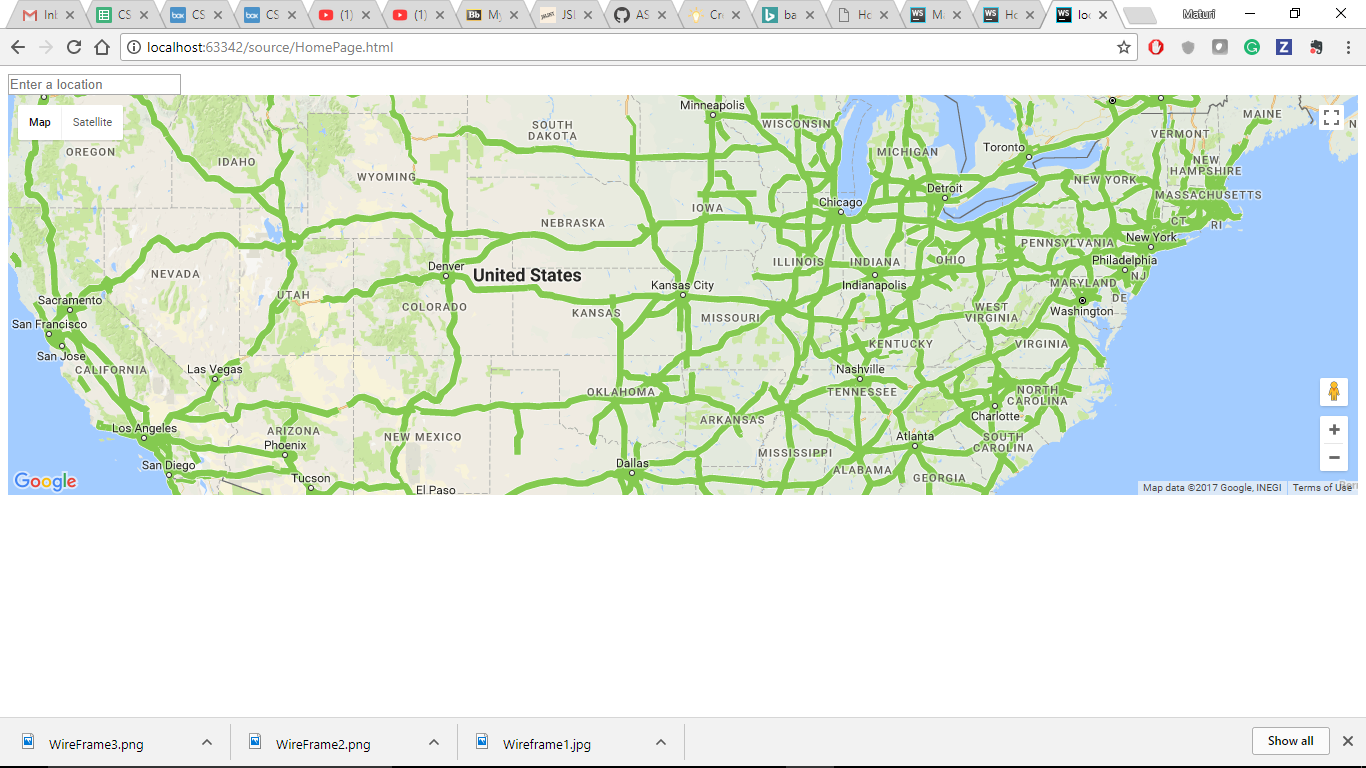 In
CS
CS
CS
(1)
(1)
My
JSI
AS
Cre
ba
Ho
Ma
Ho
loc
Maturi
localhost:63342/source/HomePage.html
Enter a location
Map Satellite
Minneapolis
SOUTH
DAKOTA
WISCONSIN
MAINE
VERMONT
OREGON
IDAHO
MICHIGAN
Toronto
NEW
HAMPSHIRE
WYOMING
Detroit
NEW YORK
MASSACHUSETTS
IOWA
Chicago
CT
RI
NEBRASKA
PENNSYLVANIA
New York
NEVADA
Denver
United States
ILLINOIS
INDIANA
OHIO
Philadelphia
UTAH
Kansas City
Indianapolis
MARYLAND
NJ
DE
Sacramento
COLORADO
KANSAS
MISSOURI
WEST
VIRGINIA
Washington
San Francisco
San Jose
KENTUCKY
VIRGINIA
CALIFORNIA
Las Vegas
Nashville
OKLAHOMA
TENNESSEE
NORTH
CAROLINA
Los Angeles
ARIZONA
Phoenix
NEW MEXICO
ARKANSAS
Charlotte
Atlanta
SOUTH
CAROLINA
San Diego
Dallas
MISSISSIPPI
ALABAMA
GEORGIA
Tucson
El Paso
Google
Map data ©2017 Google, INEGI
Terms of Use
WireFrame3.png
WireFrame2.png
Wireframe1.jpg
Show all